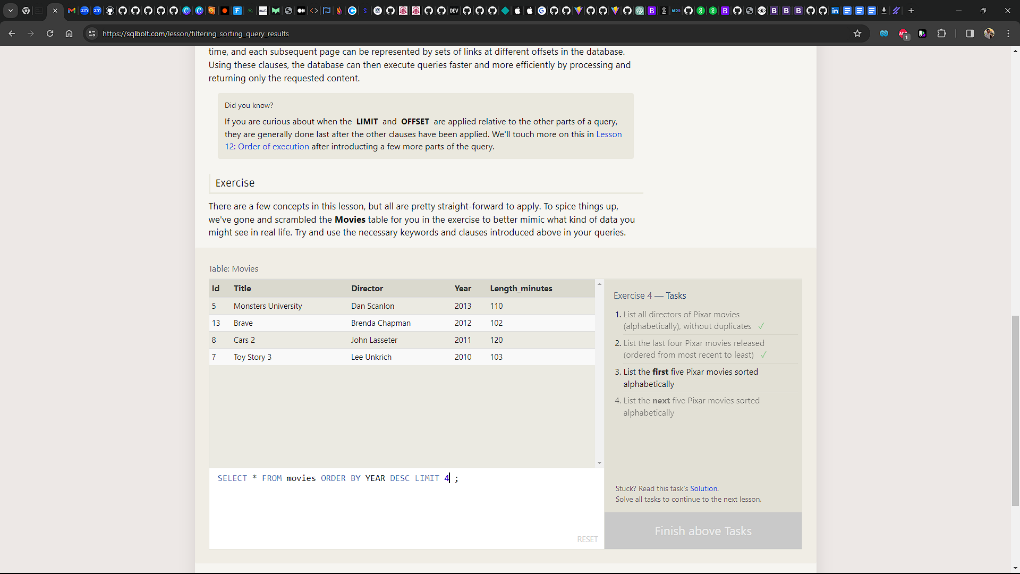 https://sqlbolt.com/lesson/filtering_sorting_query_results
time, and each subsequent page can be represented by sets of links at different offsets in the database.
Using these clauses, the database can then execute queries faster and more efficiently by processing and
returning only the requested content.
Did you know?
If you are curious about when the LIMIT and OFFSET are applied relative to the other parts of a query,
they are generally done last after the other clauses have been applied. We'll touch more on this in Lesson
12: Order of execution after introducing a few more parts of the query.
Exercise
There are a few concepts in this lesson, but all are pretty straight-forward to apply. To spice things up,
we've gone and scrambled the Movies table for you in the exercise to better mimic what kind of data you
might see in real life. Try and use the necessary keywords and clauses introduced above in your queries.
Table: Movies
Id Title Director Year Length_minutes
5 Monsters University Dan Scanlon 2013 110
13 Brave Brenda Chapman 2012 102
8 Cars 2 John Lasseter 2011 120
7 Toy Story 3 Lee Unkrich 2010 103
SELECT * FROM movies ORDER BY YEAR DESC LIMIT 4 ;
RESET
Exercise 4 — Tasks
1. List all directors of Pixar movies
(alphabetically), without duplicates ✓
2. List the last four Pixar movies released
(ordered from most recent to least) ✓
3. List the first five Pixar movies sorted
alphabetically
4. List the next five Pixar movies sorted
alphabetically
Stuck? Read this task's Solution.
Solve all tasks to continue to the next lesson.
Finish above Tasks